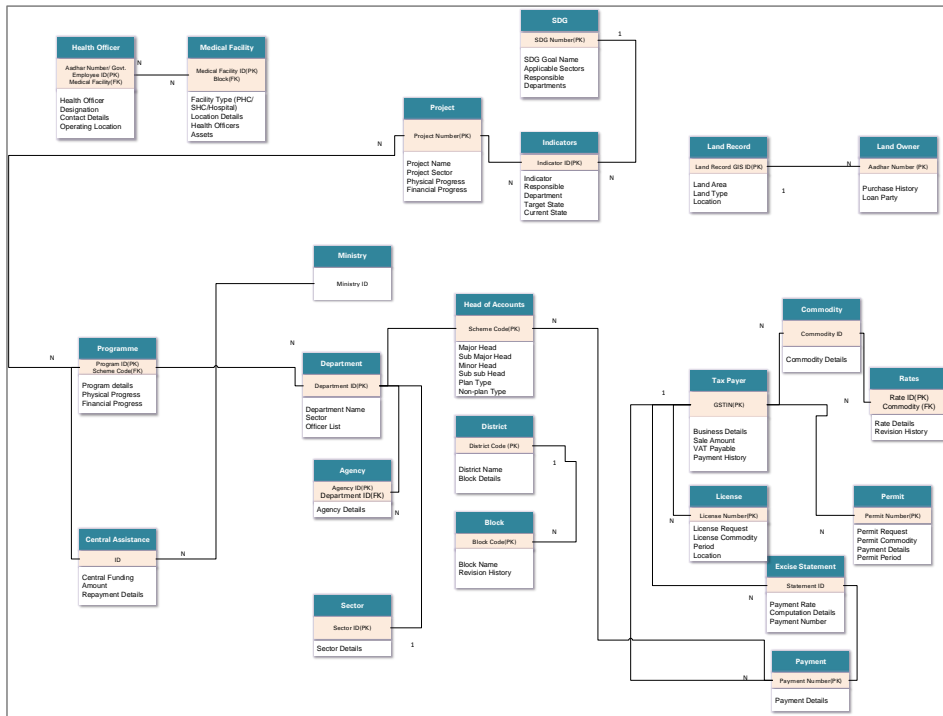 SDG
SDG Number(PK)
SDG Goal Name
Applicable Sectors
Responsible
Departments
1
Health Officer
Aadhar Number/ Govt.
Employee ID(PK)
Medical Facility(FK)
Health Officer
Designation
Contact Details
Operating Location
N
N
Medical Facility
Medical Facility ID(PK)
Block(FK)
Facility Type (PHC/
SHC/Hospital)
Location Details
Health Officers
Assets
Project
Project Number(PK)
Project Name
Project Sector
Physical Progress
Financial Progress
N
N
Indicators
Indicator ID(PK)
Indicator
Responsible
Department
Target State
Current State
N
Land Record
Land Record GIS ID(PK)
Land Area
Land Type
Location
1
N
Land Owner
Aadhar Number (PK)
Purchase History
Loan Party
Ministry
Ministry ID
Programme
Program ID(PK)
Scheme Code(FK)
Program details
Physical Progress
Financial Progress
N
N
Department
Department ID(PK)
Department Name
Sector
Officer List
Head of Accounts
Scheme Code(PK)
Major Head
Sub Major Head
Minor Head
Sub sub Head
Plan Type
Non-plan Type
N
Commodity
Commodity ID
Commodity Details
N
Rates
Rate ID(PK)
Commodity (FK)
Rate Details
Revision History
N
Tax Payer
GSTIN(PK)
Business Details
Sale Amount
VAT Payable
Payment History
1
District
District Code (PK)
District Name
Block Details
1
Agency
Agency ID(PK)
Department ID(FK)
Agency Details
N
Block
Block Code(PK)
Block Name
Revision History
N
License
License Number(PK)
License Request
License Commodity
Period
Location
N
Permit
Permit Number(PK)
Permit Request
Permit Commodity
Payment Details
Permit Period
N
Central Assistance
ID
Central Funding
Amount
Repayment Details
N
Excise Statement
Statement ID
Payment Rate
Computation Details
Payment Number
N
Sector
Sector ID(PK)
Sector Details
1
Payment
Payment Number(PK)
Payment Details
N